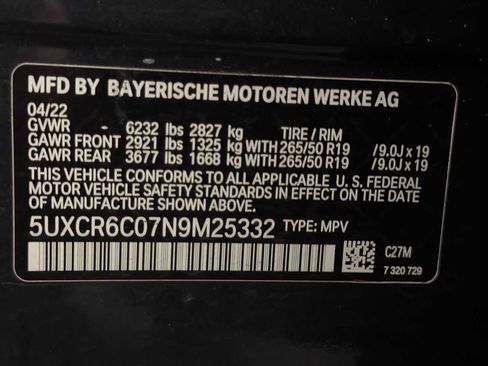 MFD BY BAYERISCHE MOTOREN WERKE AG
04/22
GVWR 6232 lbs 2827 kg TIRE / RIM
GAWR FRONT 2921 lbs 1325 kg WITH 265/50 R19 / 9.0J x 19
GAWR REAR 3677 lbs 1668 kg WITH 265/50 R19 / 9.0J x 19
THIS VEHICLE CONFORMS TO ALL APPLICABLE U. S. FEDERAL
MOTOR VEHICLE SAFETY STANDARDS IN EFFECT ON THE DATE
OF MANUFACTURE SHOWN ABOVE.
5UXCR6C07N9M25332 TYPE: MPV
C27M
7 320 729